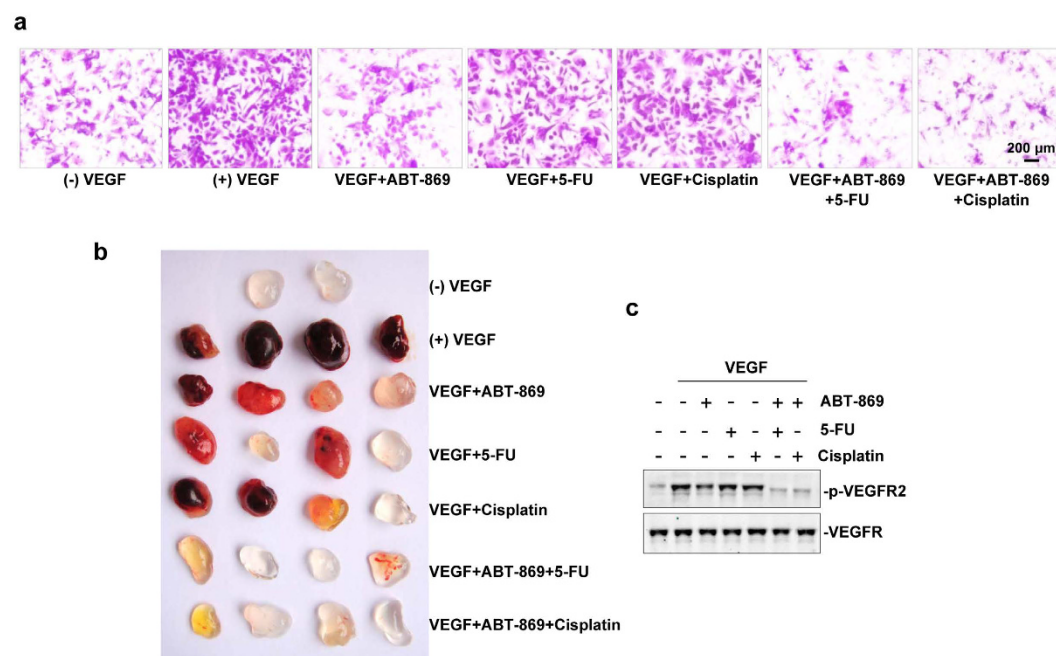 a
(-) VEGF
(+) VEGF
VEGF+ABT-869
VEGF+5-FU
VEGF+Cisplatin
VEGF+ABT-869
+5-FU
200 μm
VEGF+ABT-869
+Cisplatin
b
(-) VEGF
(+) VEGF
VEGF+ABT-869
VEGF+5-FU
VEGF+Cisplatin
VEGF+ABT-869+5-FU
VEGF+ABT-869+Cisplatin
c
VEGF
- - + - - + + ABT-869
- - - + - + - 5-FU
- - - - + - + Cisplatin
-p-VEGFR2
-VEGFR